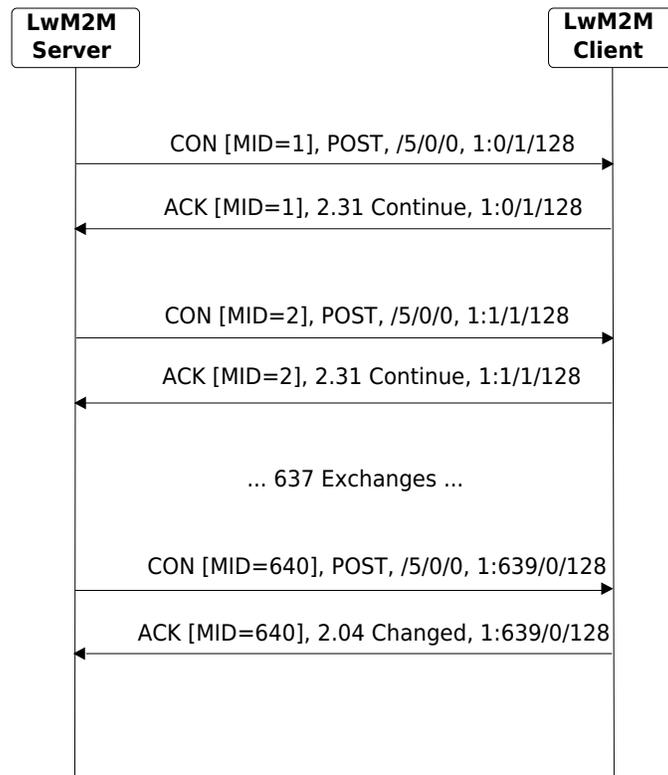 LwM2M
Server
LwM2M
Client
CON [MID=1], POST, /5/0/0, 1:0/1/128
ACK [MID=1], 2.31 Continue, 1:0/1/128
CON [MID=2], POST, /5/0/0, 1:1/1/128
ACK [MID=2], 2.31 Continue, 1:1/1/128
... 637 Exchanges ...
CON [MID=640], POST, /5/0/0, 1:639/0/128
ACK [MID=640], 2.04 Changed, 1:639/0/128